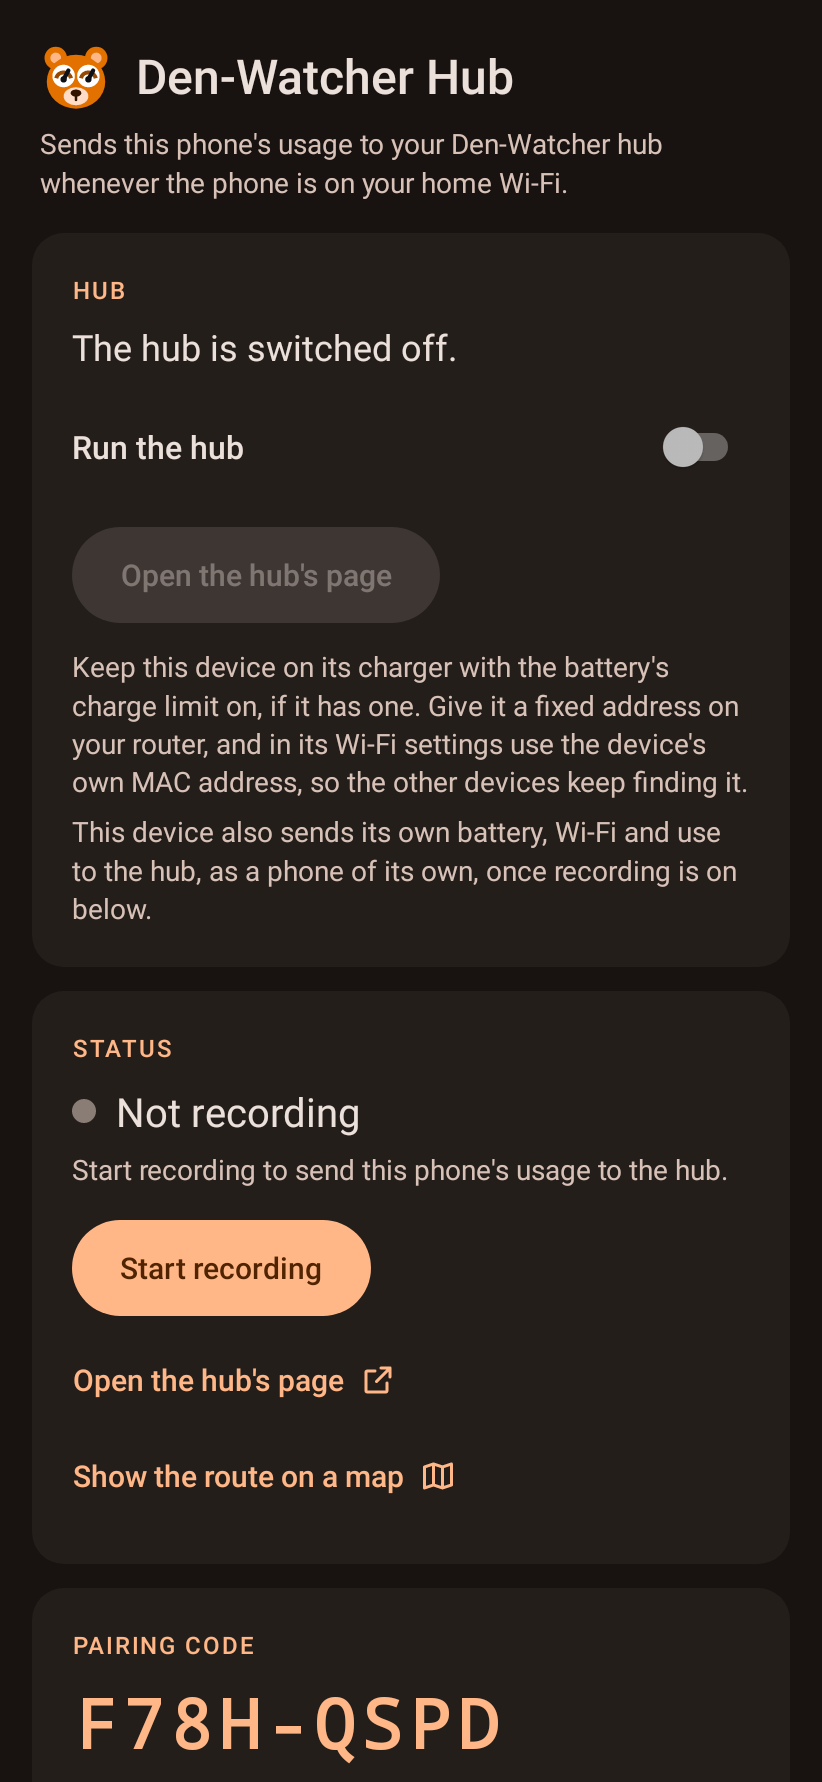 Den-Watcher Hub
Sends this phone's usage to your Den-Watcher hub
whenever the phone is on your home Wi-Fi.
HUB
The hub is switched off.
Run the hub
Open the hub's page
Keep this device on its charger with the battery's
charge limit on, if it has one. Give it a fixed address on
your router, and in its Wi-Fi settings use the device's
own MAC address, so the other devices keep finding it.
This device also sends its own battery, Wi-Fi and use
to the hub, as a phone of its own, once recording is on
below.
STATUS
Not recording
Start recording to send this phone's usage to the hub.
Start recording
Open the hub's page
Show the route on a map
PAIRING CODE
F78H-QSPD